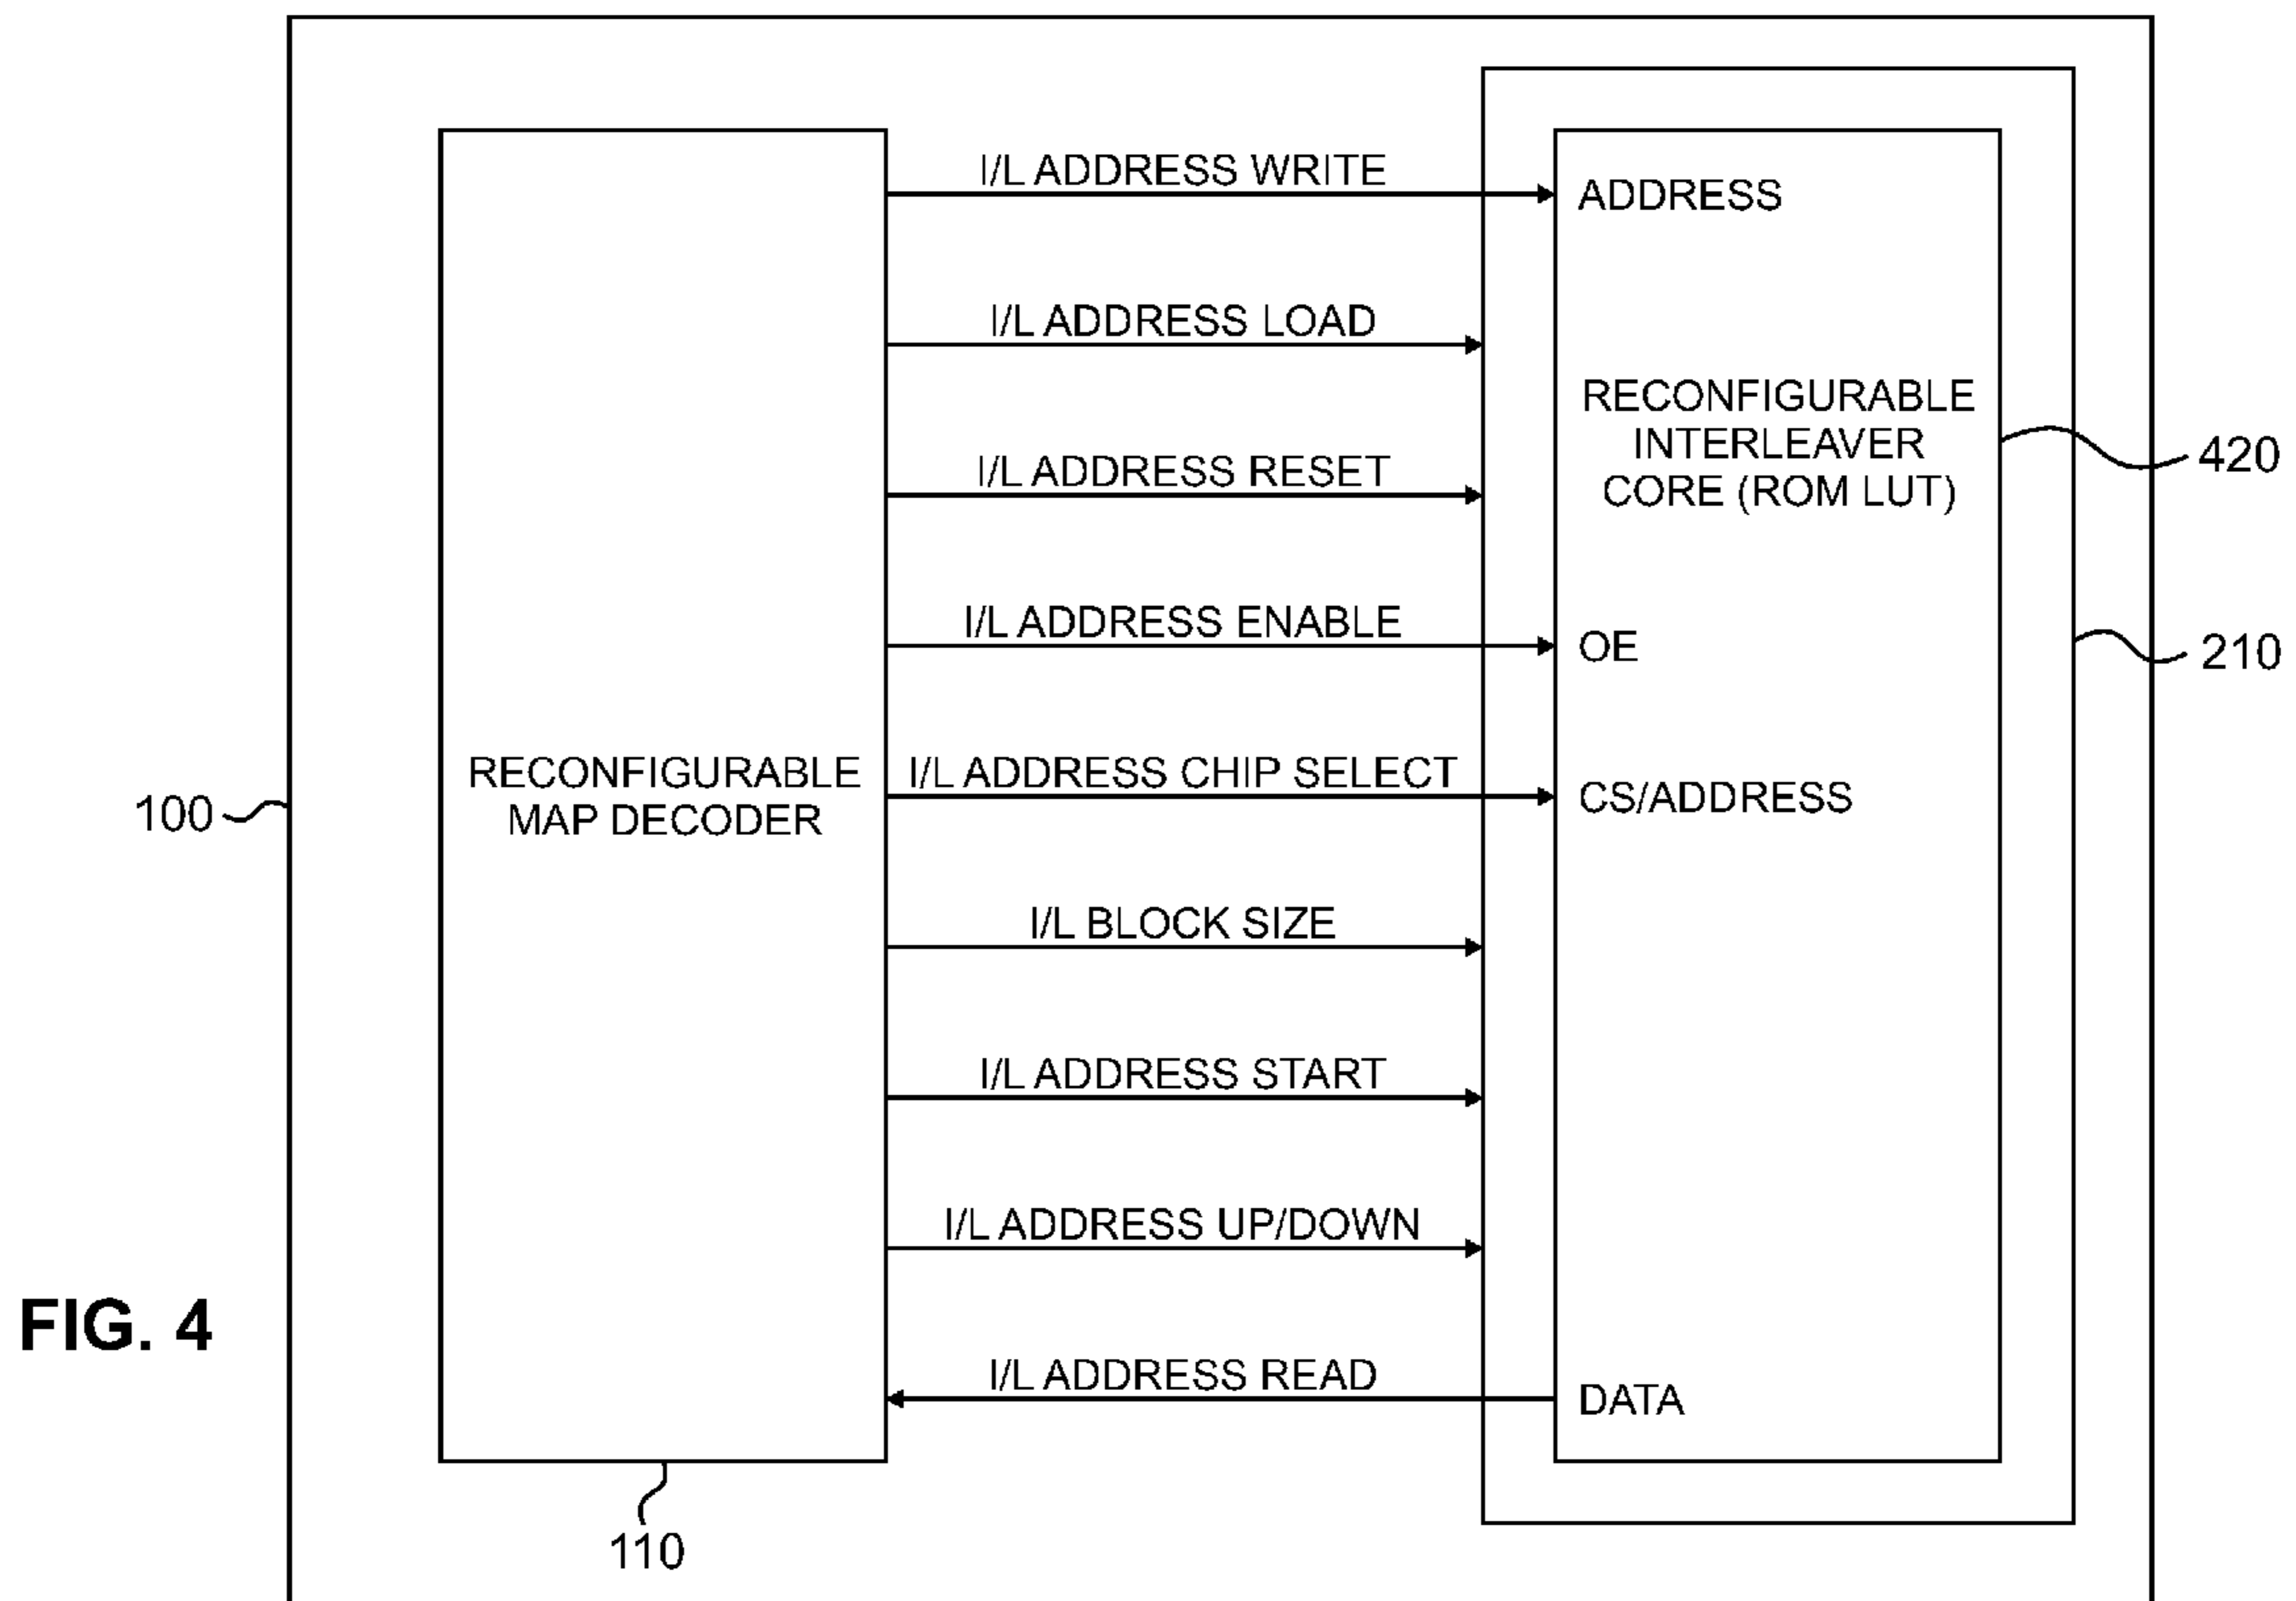 I/L ADDRESS WRITE
ADDRESS
I/L ADDRESS LOAD
RECONFIGURABLE
INTERLEAVER
CORE (ROM LUT)
420
I/L ADDRESS RESET
I/L ADDRESS ENABLE
OE
210
RECONFIGURABLE
MAP DECODER
I/L ADDRESS CHIP SELECT
CS/ADDRESS
100
I/L BLOCK SIZE
I/L ADDRESS START
I/L ADDRESS UP/DOWN
FIG. 4
I/L ADDRESS READ
DATA
110